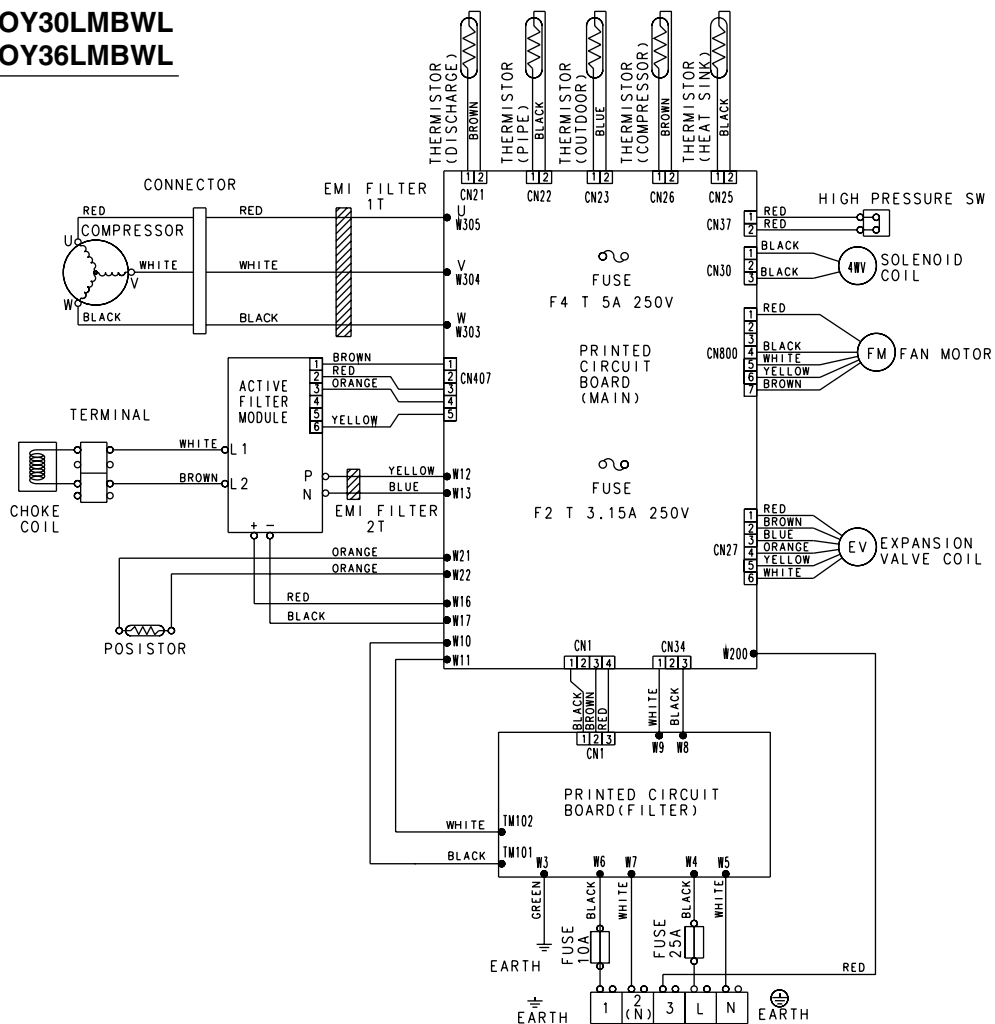 OY30LMBWL
OY36LMBWL
THERMISTOR
(DISCHARGE)
BROWN
THERMISTOR
(PIPE)
BLACK
THERMISTOR
(OUTDOOR)
BLUE
THERMISTOR
(COMPRESSOR)
BROWN
THERMISTOR
(HEAT SINK)
BLACK
1 2
1 2
1 2
1 2
1 2
CN21
CN22
CN23
CN26
CN25
CONNECTOR
EMI FILTER
1T
RED
RED
U
W305
U
COMPRESSOR
WHITE
WHITE
V
V
W304
W
BLACK
BLACK
W
W303
CN37
1
2
RED
RED
HIGH PRESSURE SW
CN30
1
2
3
BLACK
BLACK
4WV
SOLENOID
COIL
FUSE
F4 T 5A 250V
PRINTED
CIRCUIT
BOARD
(MAIN)
CN800
1
2
3
4
5
6
7
RED
BLACK
WHITE
YELLOW
BROWN
FM
FAN MOTOR
ACTIVE
FILTER
MODULE
1
2
3
4
5
6
BROWN
RED
ORANGE
YELLOW
1
2
3
4
5
CN407
TERMINAL
WHITE
L1
BROWN
L2
CHOKE
COIL
P
N
YELLOW
BLUE
W12
W13
EMI FILTER
2T
+ −
FUSE
F2 T 3.15A 250V
CN27
1
2
3
4
5
6
RED
BROWN
BLUE
ORANGE
YELLOW
WHITE
EV
EXPANSION
VALVE COIL
ORANGE
W21
ORANGE
W22
RED
W16
BLACK
W17
W10
W11
POSISTOR
CN1
1 2 3 4
CN34
1 2 3
W200
BLACK
BROWN
RED
WHITE
BLACK
1 2 3
CN1
W9
W8
PRINTED CIRCUIT
BOARD(FILTER)
WHITE
TM102
BLACK
TM101
W3
W6
W7
W4
W5
GREEN
BLACK
WHITE
BLACK
WHITE
EARTH
FUSE
10A
FUSE
25A
RED
EARTH
1
2
(N)
3
L
N
EARTH